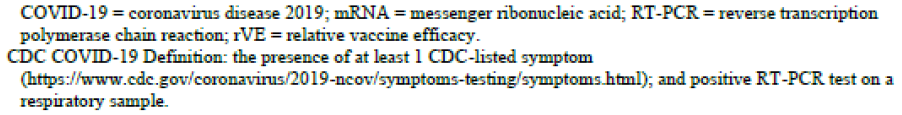 COVID-19 = coronavirus disease 2019; mRNA = messenger ribonucleic acid; RT-PCR = reverse transcription
polymerase chain reaction; rVE = relative vaccine efficacy.
CDC COVID-19 Definition: the presence of at least 1 CDC-listed symptom
(https://www.cdc.gov/coronavirus/2019-ncov/symptoms-testing/symptoms.html); and positive RT-PCR test on a
respiratory sample.